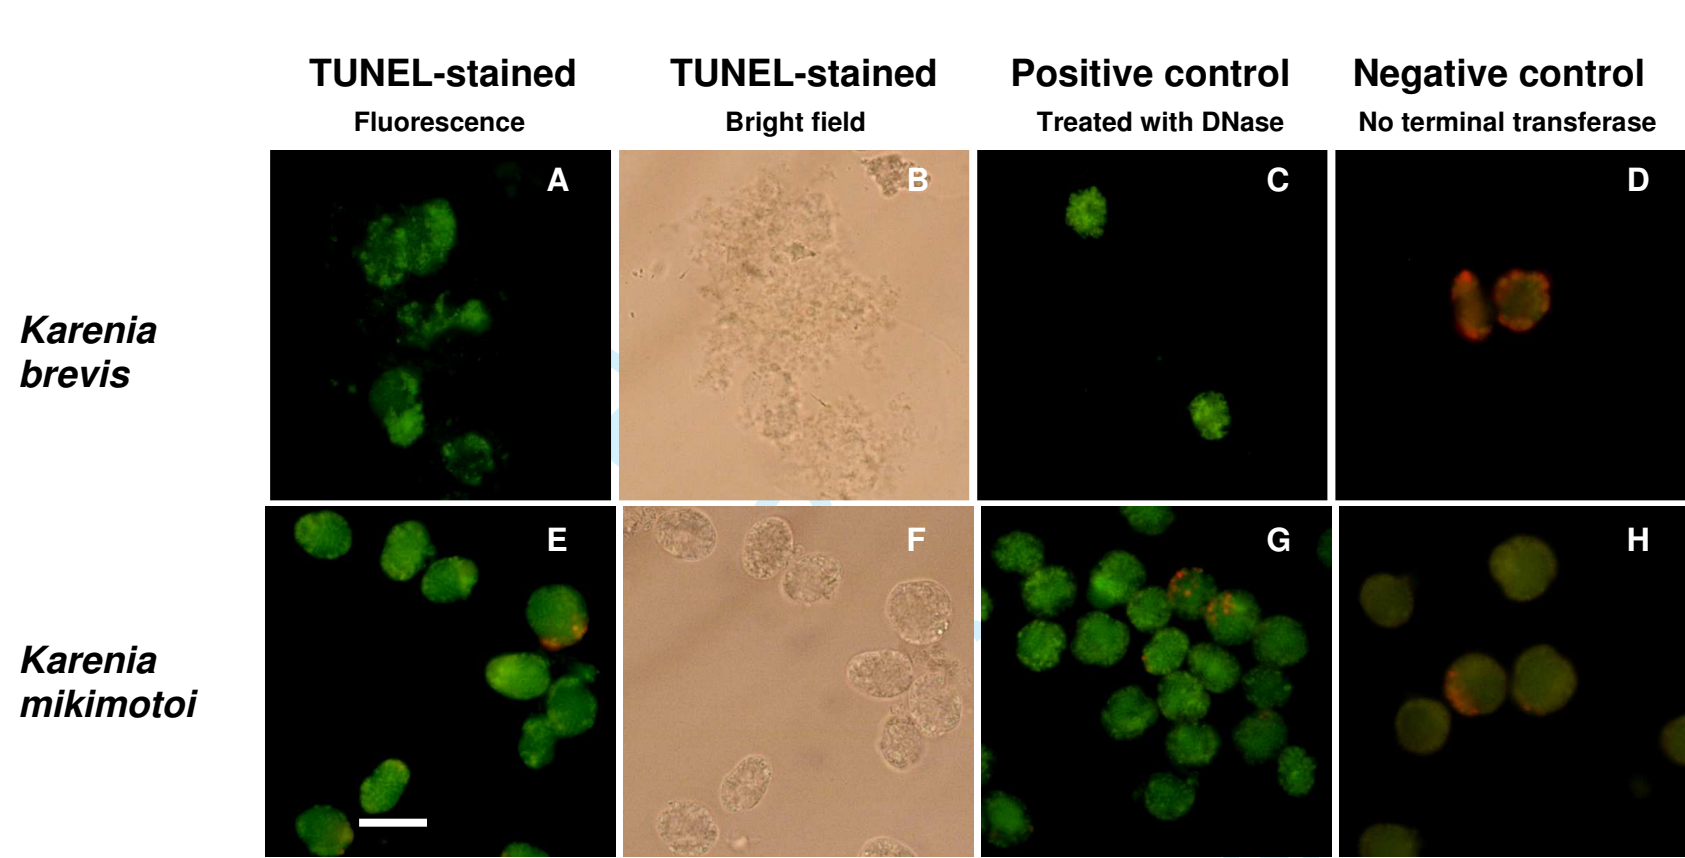 TUNEL-stained TUNEL-stained Positive control Negative control
Fluorescence Bright field Treated with DNase No terminal transferase
A B C D
Karenia
brevis
E F G H
Karenia
mikimotoi